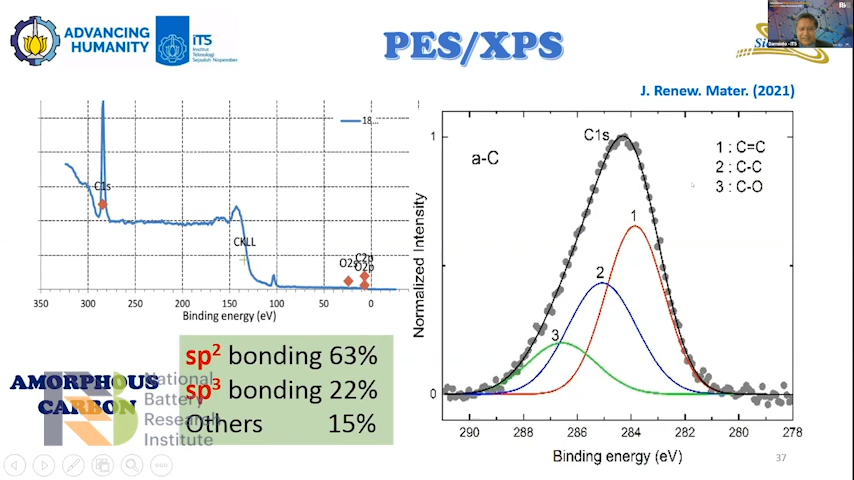 ADVANCING
HUMANITY
ITS
Institut
Teknologi
Sepuluh Nopember
PES/XPS
J. Renew. Mater. (2021)
18...
C1s
CKLL
O2s
C2p
O2p
350 300 250 200 150 100 50 0
Binding energy (eV)
a-C
C1s
1 : C=C
2 : C-C
3 : C-O
1
2
3
1
0
Normalized Intensity
290 288 286 284 282 280 278
Binding energy (eV)
sp2 bonding 63%
sp3 bonding 22%
Others 15%
AMORPHOUS
CARBON
National
Battery
Research
Institute
37